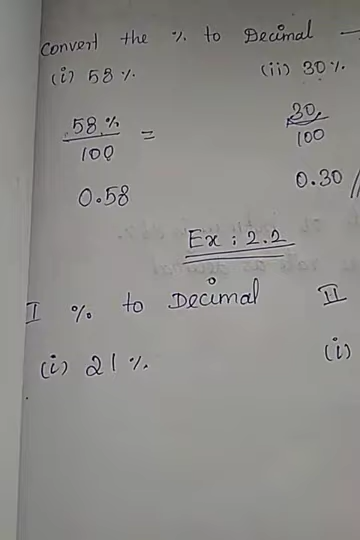 Convert the % to Decimal
(i) 58 %
(ii) 30 %
58 % / 100 =
30 / 100
0.58
0.30 //
Ex : 2.2
I % to Decimal
II
(i) 21 %
(i)